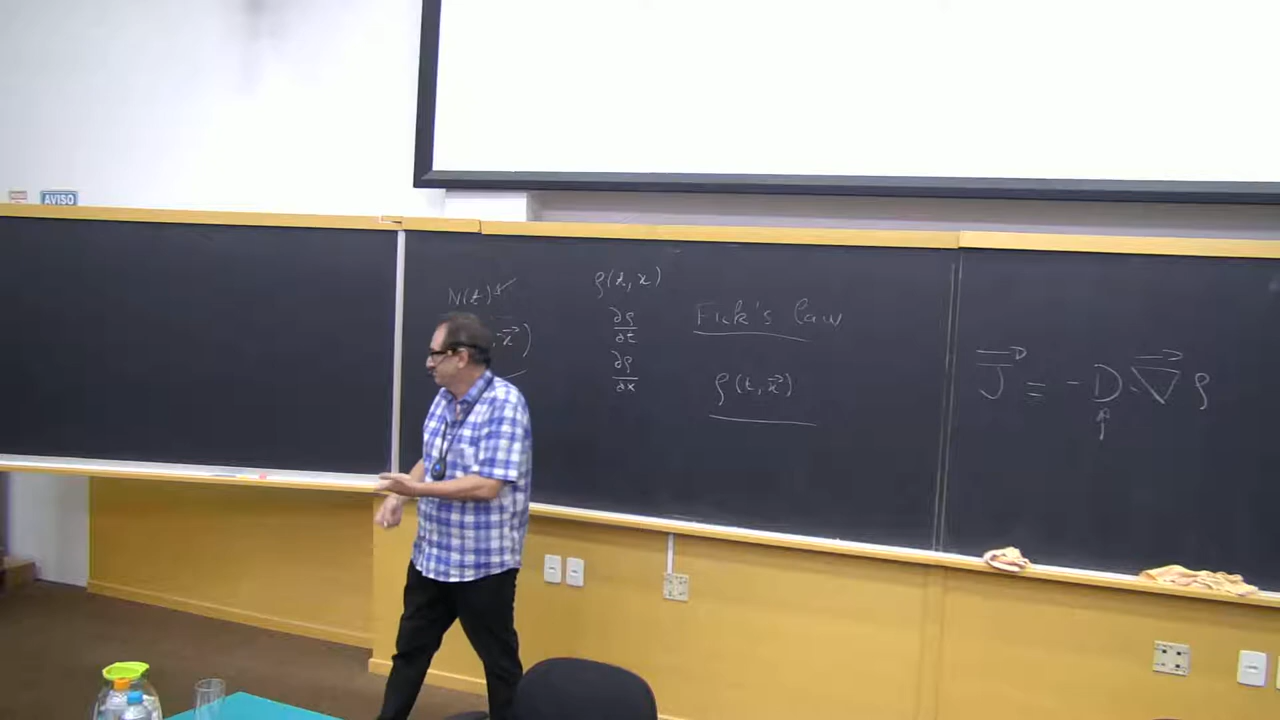 AVISO
N(t)
, x⃗)
ρ(t, x)
∂ρ/∂t
∂ρ/∂x
Fick's law
ρ(t, x⃗)
J⃗ = -D ∇⃗ ρ